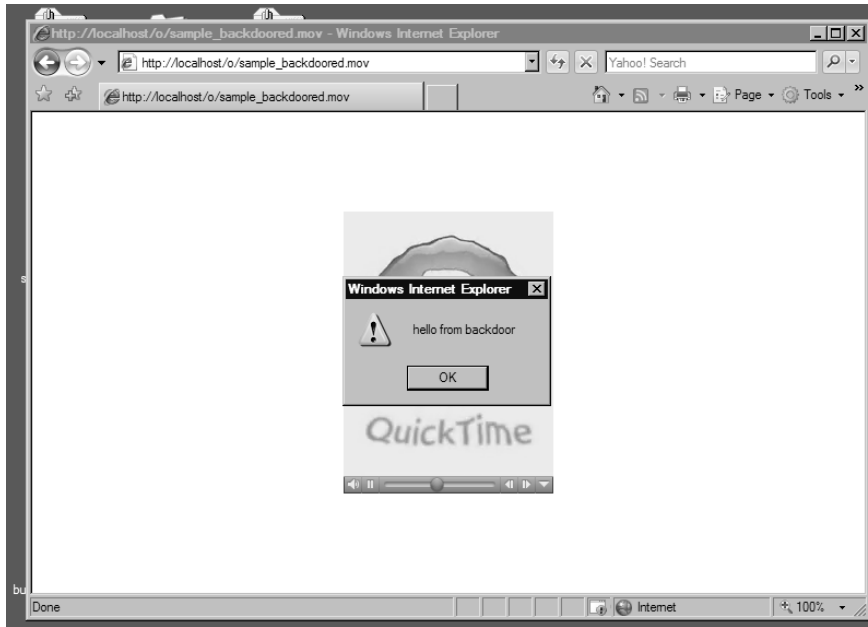 http://localhost/o/sample_backdoored.mov - Windows Internet Explorer
http://localhost/o/sample_backdoored.mov
Yahoo! Search
http://localhost/o/sample_backdoored.mov
Page
Tools
Windows Internet Explorer
hello from backdoor
OK
QuickTime
bu
Done
Internet
100%